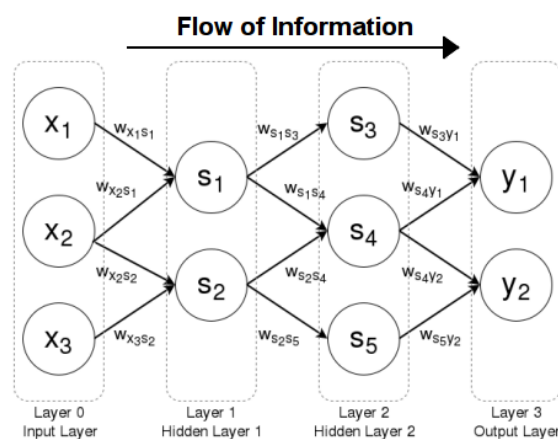 Flow of Information
x1
x2
x3
wx1s1
wx2s1
wx2s2
wx3s2
s1
s2
ws1s3
ws1s4
ws2s4
ws2s5
s3
s4
s5
ws3y1
ws4y1
ws4y2
ws5y2
y1
y2
Layer 0
Input Layer
Layer 1
Hidden Layer 1
Layer 2
Hidden Layer 2
Layer 3
Output Layer